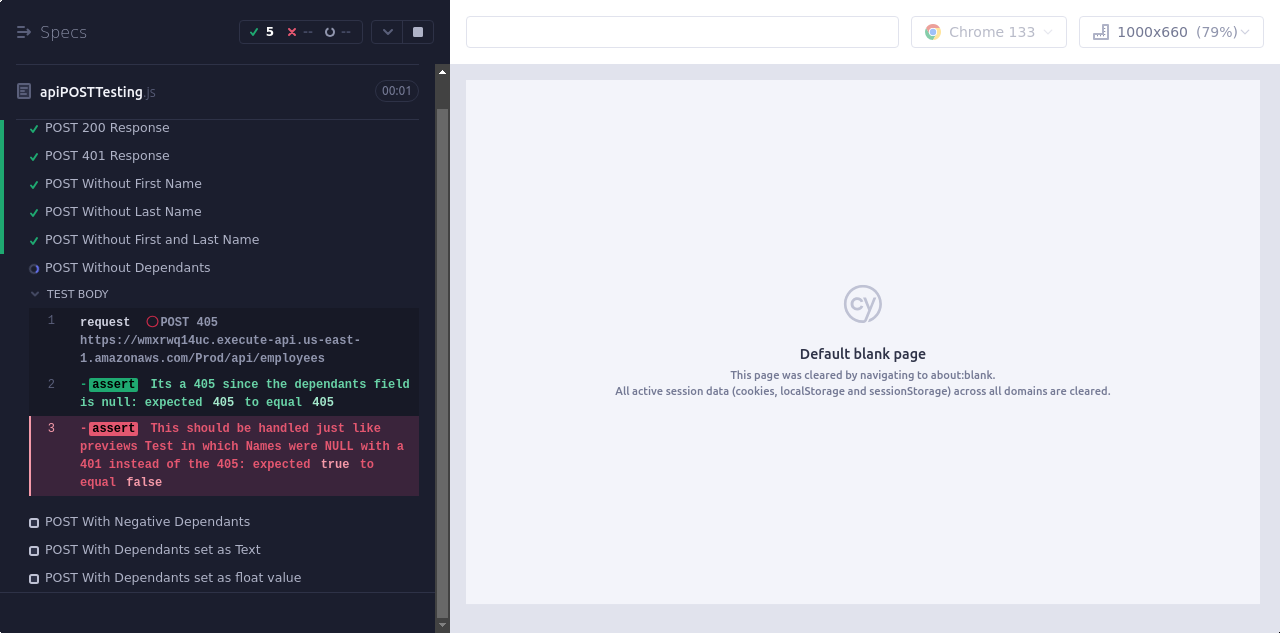 Specs
5 -- --
Chrome 133
1000x660 (79%)
apiPOSTTesting.js
00:01
POST 200 Response
POST 401 Response
POST Without First Name
POST Without Last Name
POST Without First and Last Name
POST Without Dependants
TEST BODY
1 request POST 405
https://wmxrwq14uc.execute-api.us-east-
1.amazonaws.com/Prod/api/employees
2 -assert Its a 405 since the dependants field
is null: expected 405 to equal 405
3 -assert This should be handled just like
previews Test in which Names were NULL with a
401 instead of the 405: expected true to
equal false
POST With Negative Dependants
POST With Dependants set as Text
POST With Dependants set as float value
cy
Default blank page
This page was cleared by navigating to about:blank.
All active session data (cookies, localStorage and sessionStorage) across all domains are cleared.